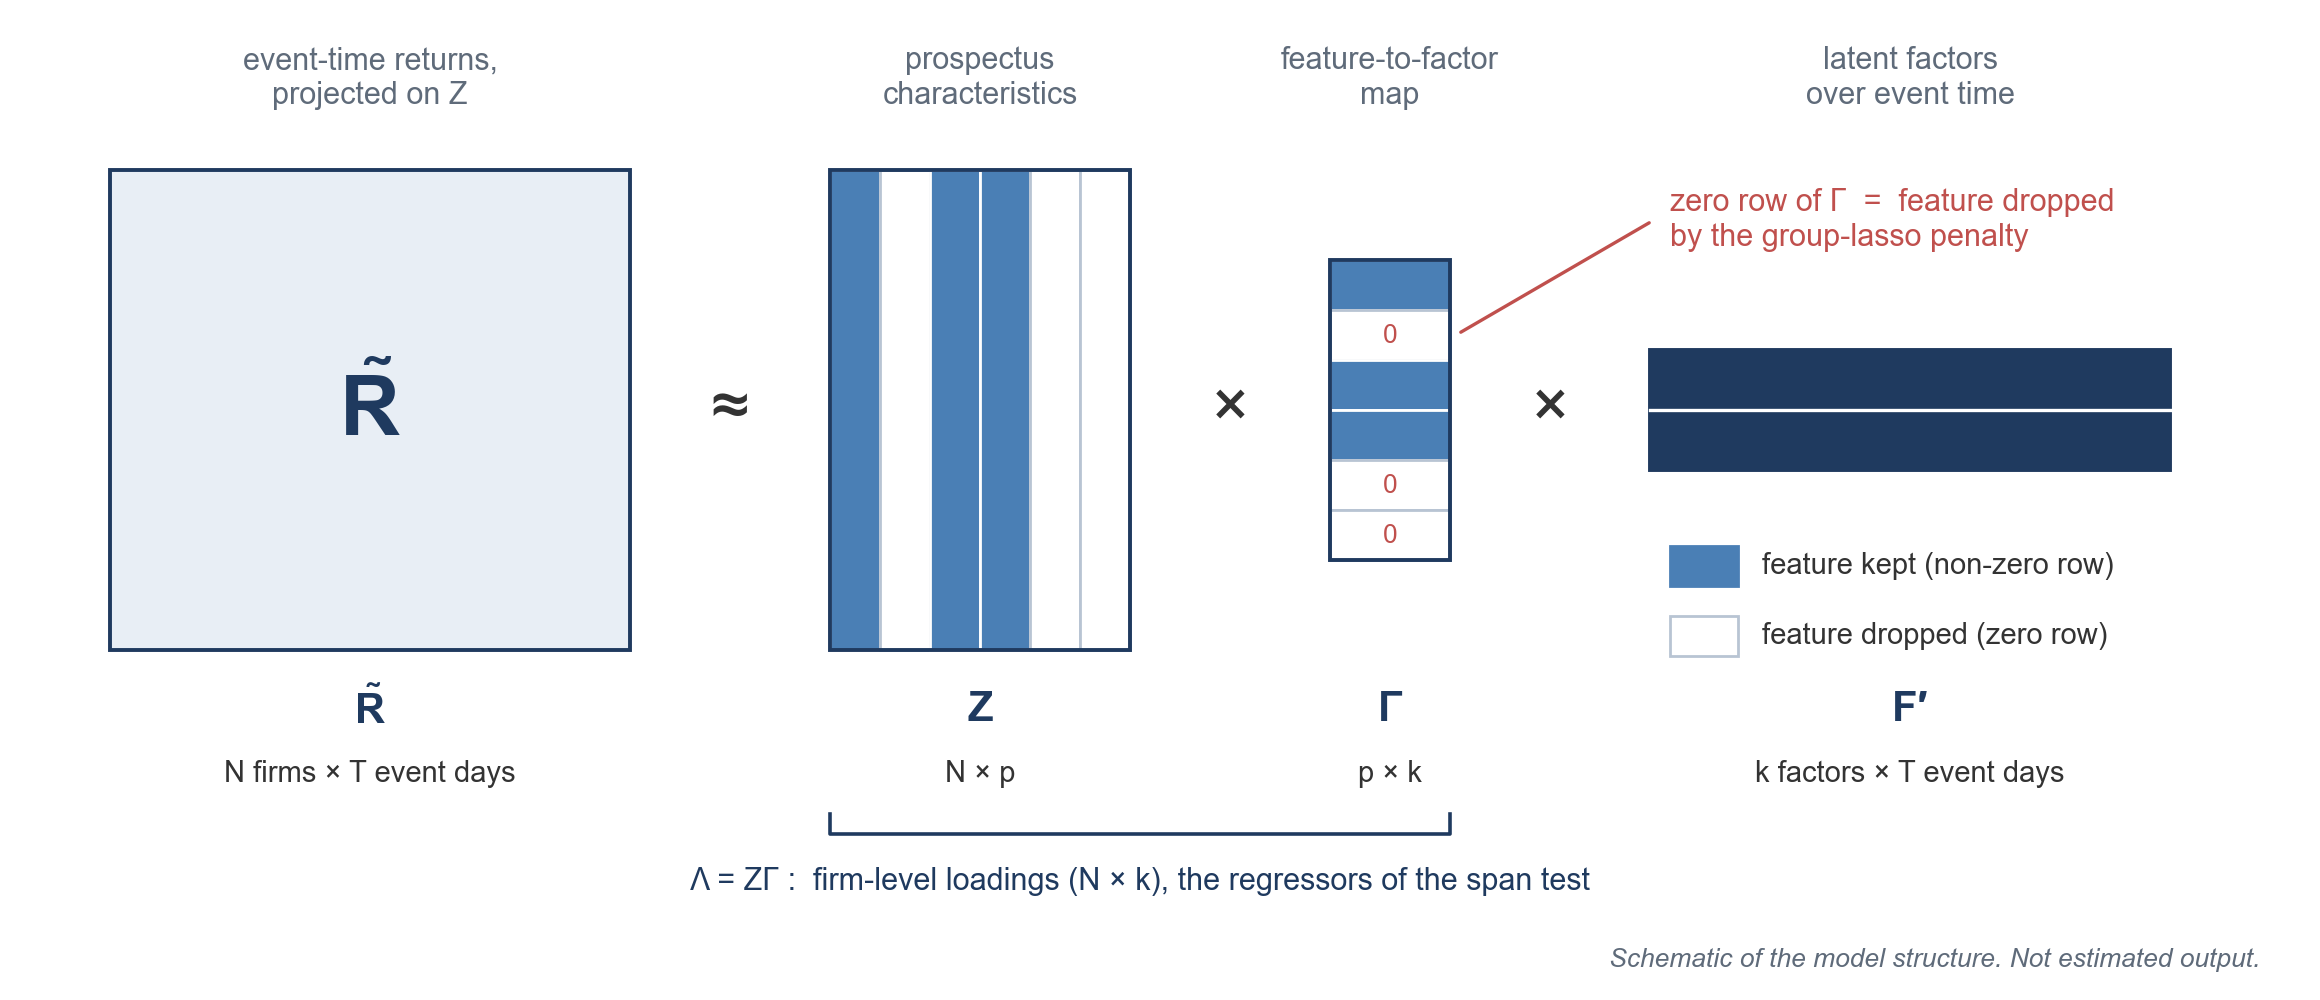 event-time returns,
projected on Z
prospectus
characteristics
feature-to-factor
map
latent factors
over event time
zero row of Γ = feature dropped
by the group-lasso penalty
R̃
≈
×
×
0
0
0
feature kept (non-zero row)
feature dropped (zero row)
R̃
Z
Γ
F′
N firms × T event days
N × p
p × k
k factors × T event days
Λ = ZΓ : firm-level loadings (N × k), the regressors of the span test
Schematic of the model structure. Not estimated output.